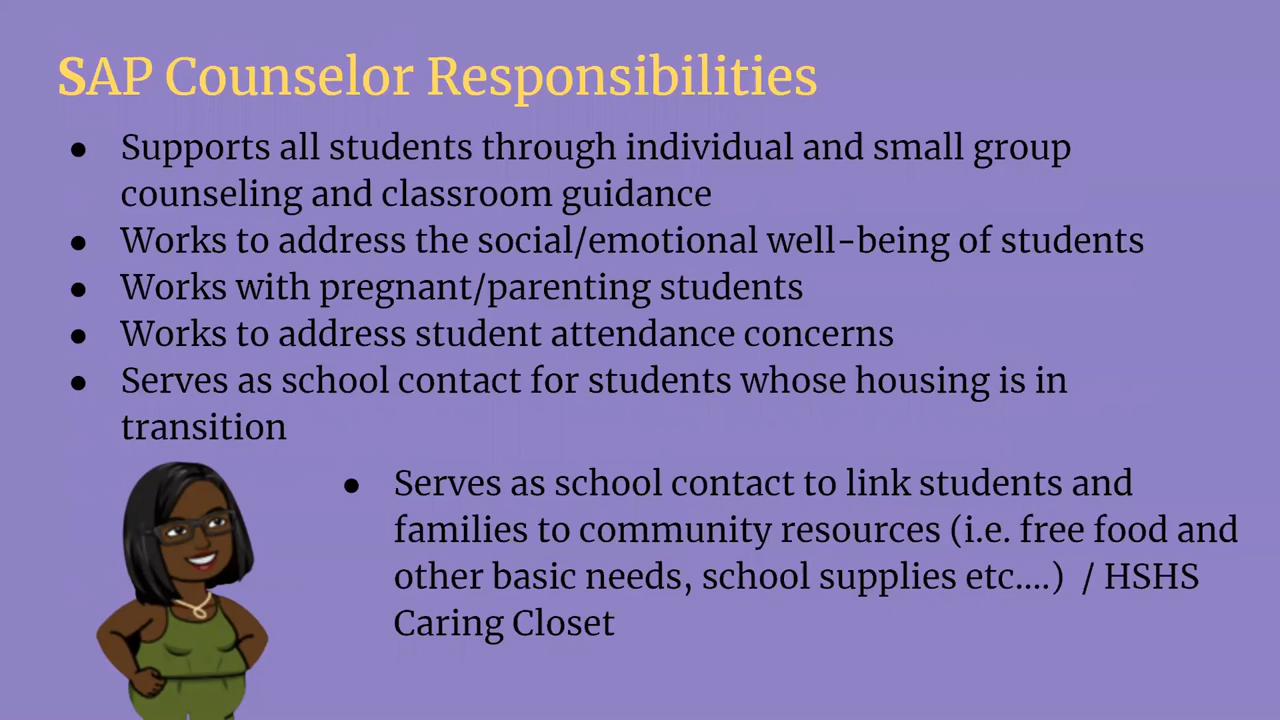 SAP Counselor Responsibilities
● Supports all students through individual and small group
counseling and classroom guidance
● Works to address the social/emotional well-being of students
● Works with pregnant/parenting students
● Works to address student attendance concerns
● Serves as school contact for students whose housing is in
transition
● Serves as school contact to link students and
families to community resources (i.e. free food and
other basic needs, school supplies etc....) / HSHS
Caring Closet